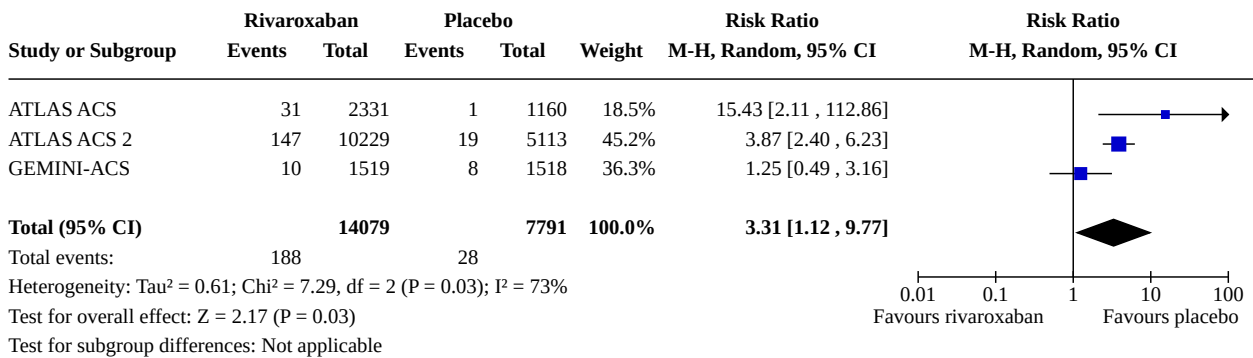 Rivaroxaban Placebo Risk Ratio Risk Ratio
Study or Subgroup Events Total Events Total Weight M-H, Random, 95% CI M-H, Random, 95% CI
ATLAS ACS 31 2331 1 1160 18.5% 15.43 [2.11 , 112.86]
ATLAS ACS 2 147 10229 19 5113 45.2% 3.87 [2.40 , 6.23]
GEMINI-ACS 10 1519 8 1518 36.3% 1.25 [0.49 , 3.16]
Total (95% CI) 14079 7791 100.0% 3.31 [1.12 , 9.77]
Total events: 188 28
Heterogeneity: Tau² = 0.61; Chi² = 7.29, df = 2 (P = 0.03); I² = 73%
0.01 0.1 1 10 100
Test for overall effect: Z = 2.17 (P = 0.03) Favours rivaroxaban Favours placebo
Test for subgroup differences: Not applicable